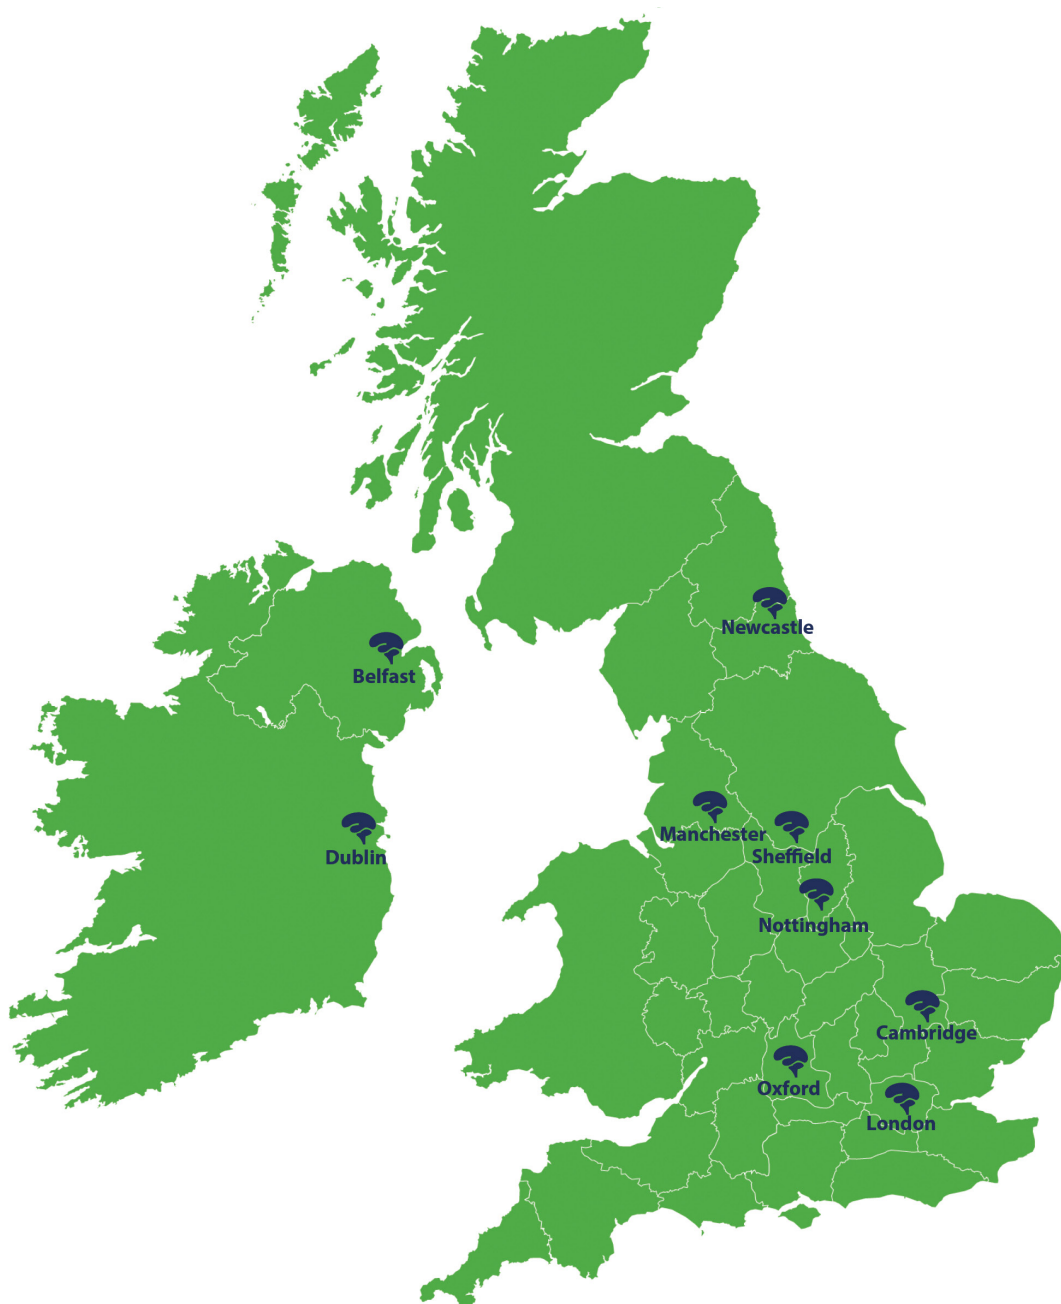 Newcastle
Belfast
Manchester
Dublin
Sheffield
Nottingham
Cambridge
Oxford
London